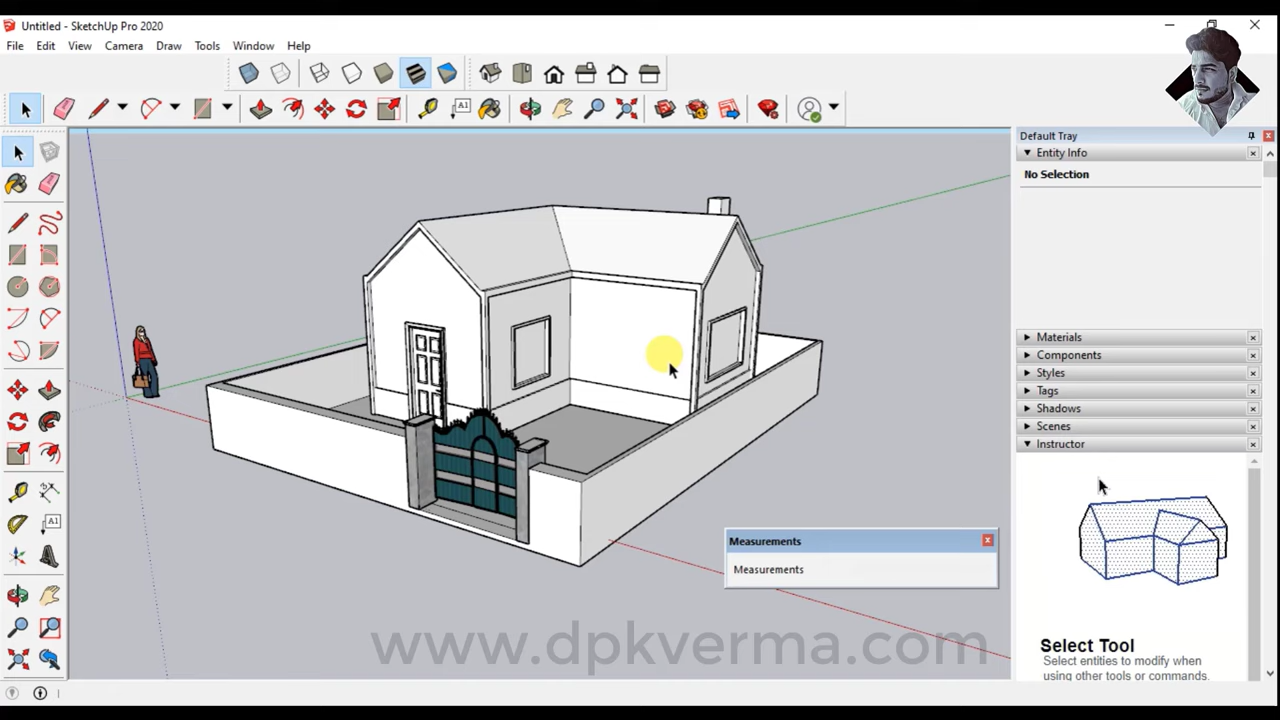 Untitled - SketchUp Pro 2020
File Edit View Camera Draw Tools Window Help
A1
Default Tray
Entity Info
No Selection
Materials
Components
Styles
Tags
Shadows
Scenes
Instructor
A1
Measurements
Measurements
Select Tool
Select entities to modify when
using other tools or commands.
www.dpkverma.com